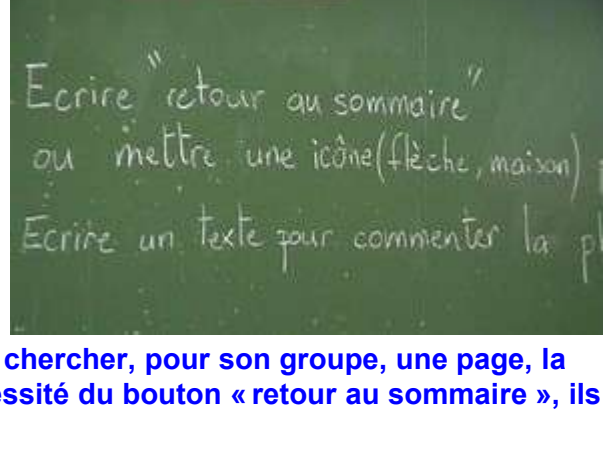 Ecrire "retour au sommaire"
ou mettre une icône (flèche, maison)
Ecrire un texte pour commenter la
chercher, pour son groupe, une page, la
du bouton « retour au sommaire », ils